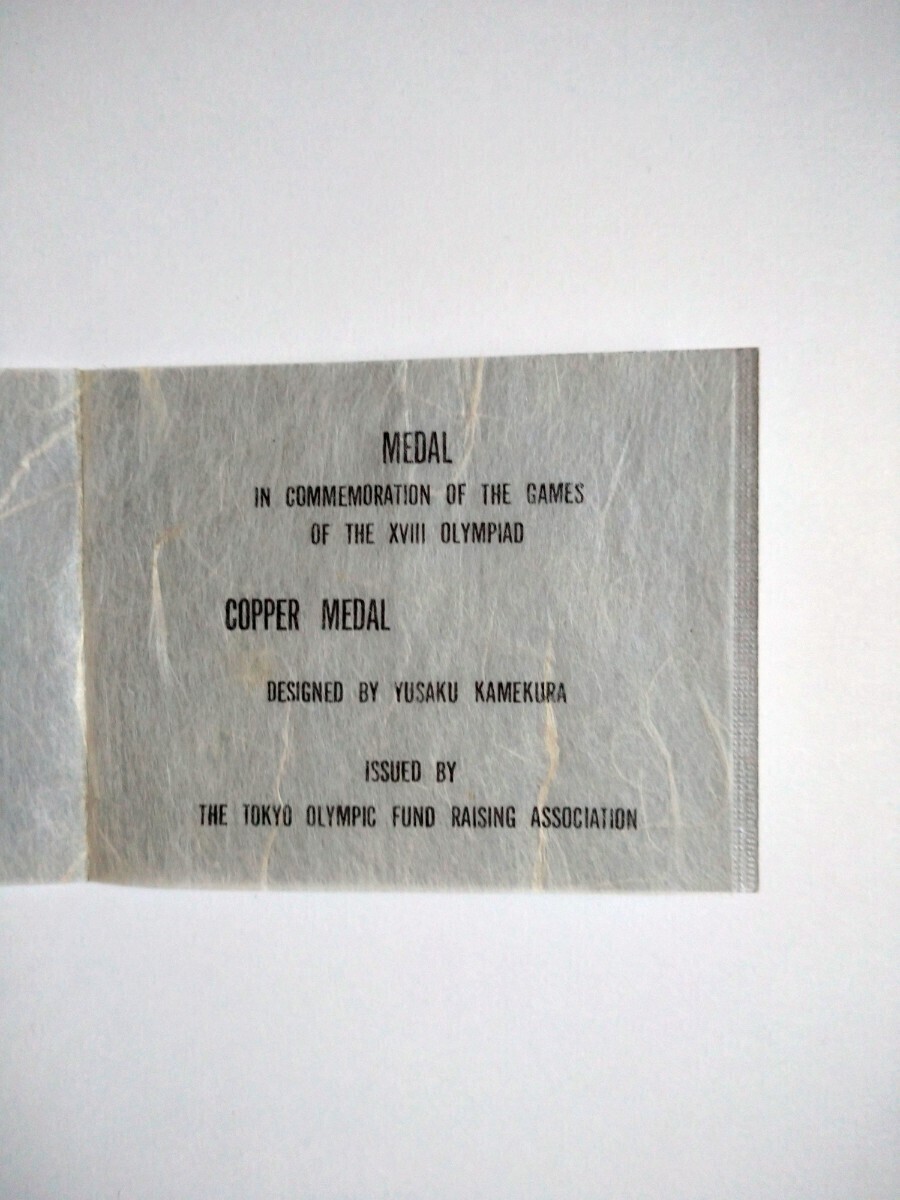 MEDAL
IN COMMEMORATION OF THE GAMES
OF THE XVIII OLYMPIAD
COPPER MEDAL
DESIGNED BY YUSAKU KAMEKURA
ISSUED BY
THE TOKYO OLYMPIC FUND RAISING ASSOCIATION